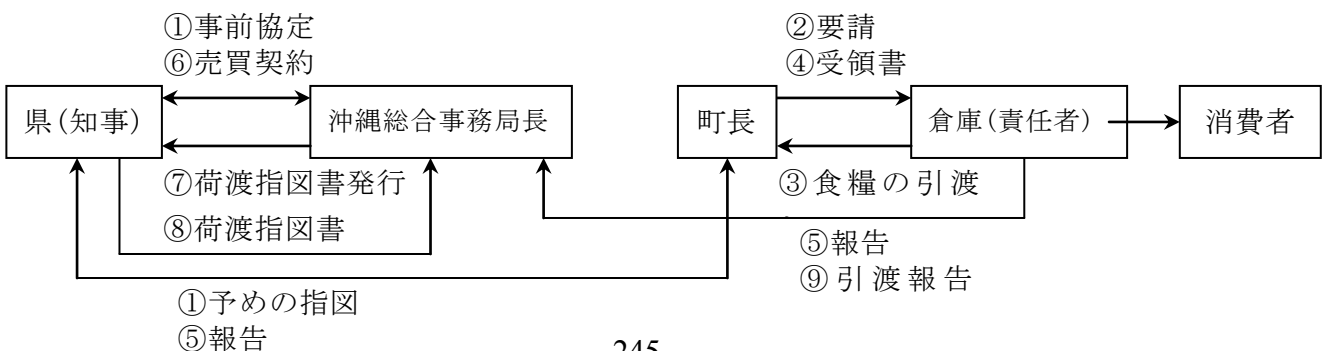 ①事前協定
⑥売買契約
②要請
④受領書
県(知事)
沖縄総合事務局長
町長
倉庫(責任者)
消費者
⑦荷渡指図書発行
⑧荷渡指図書
③食糧の引渡
⑤報告
⑨引渡報告
①予めの指図
⑤報告
245